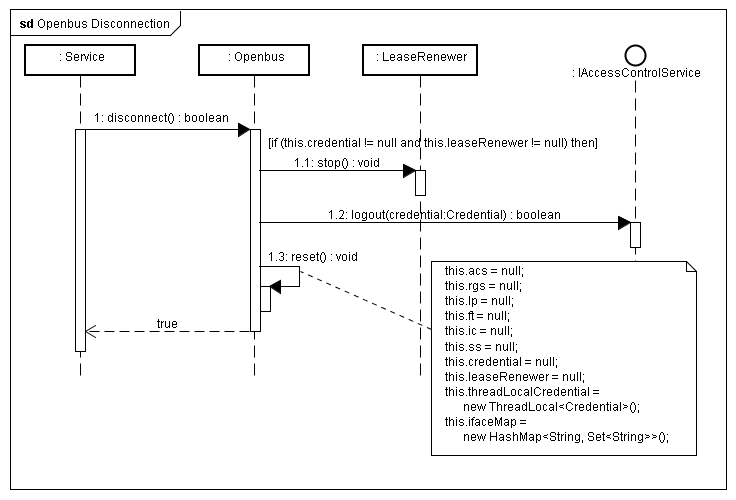 sd Openbus Disconnection
: Service
: Openbus
: LeaseRenewer
: IAccessControlService
1: disconnect() : boolean
[if (this.credential != null and this.leaseRenewer != null) then]
1.1: stop() : void
1.2: logout(credential:Credential) : boolean
1.3: reset() : void
this.acs = null;
this.rgs = null;
this.lp = null;
this.ft = null;
this.ic = null;
this.ss = null;
this.credential = null;
this.leaseRenewer = null;
this.threadLocalCredential =
new ThreadLocal<Credential>();
this.ifaceMap =
new HashMap<String, Set<String>>();
true